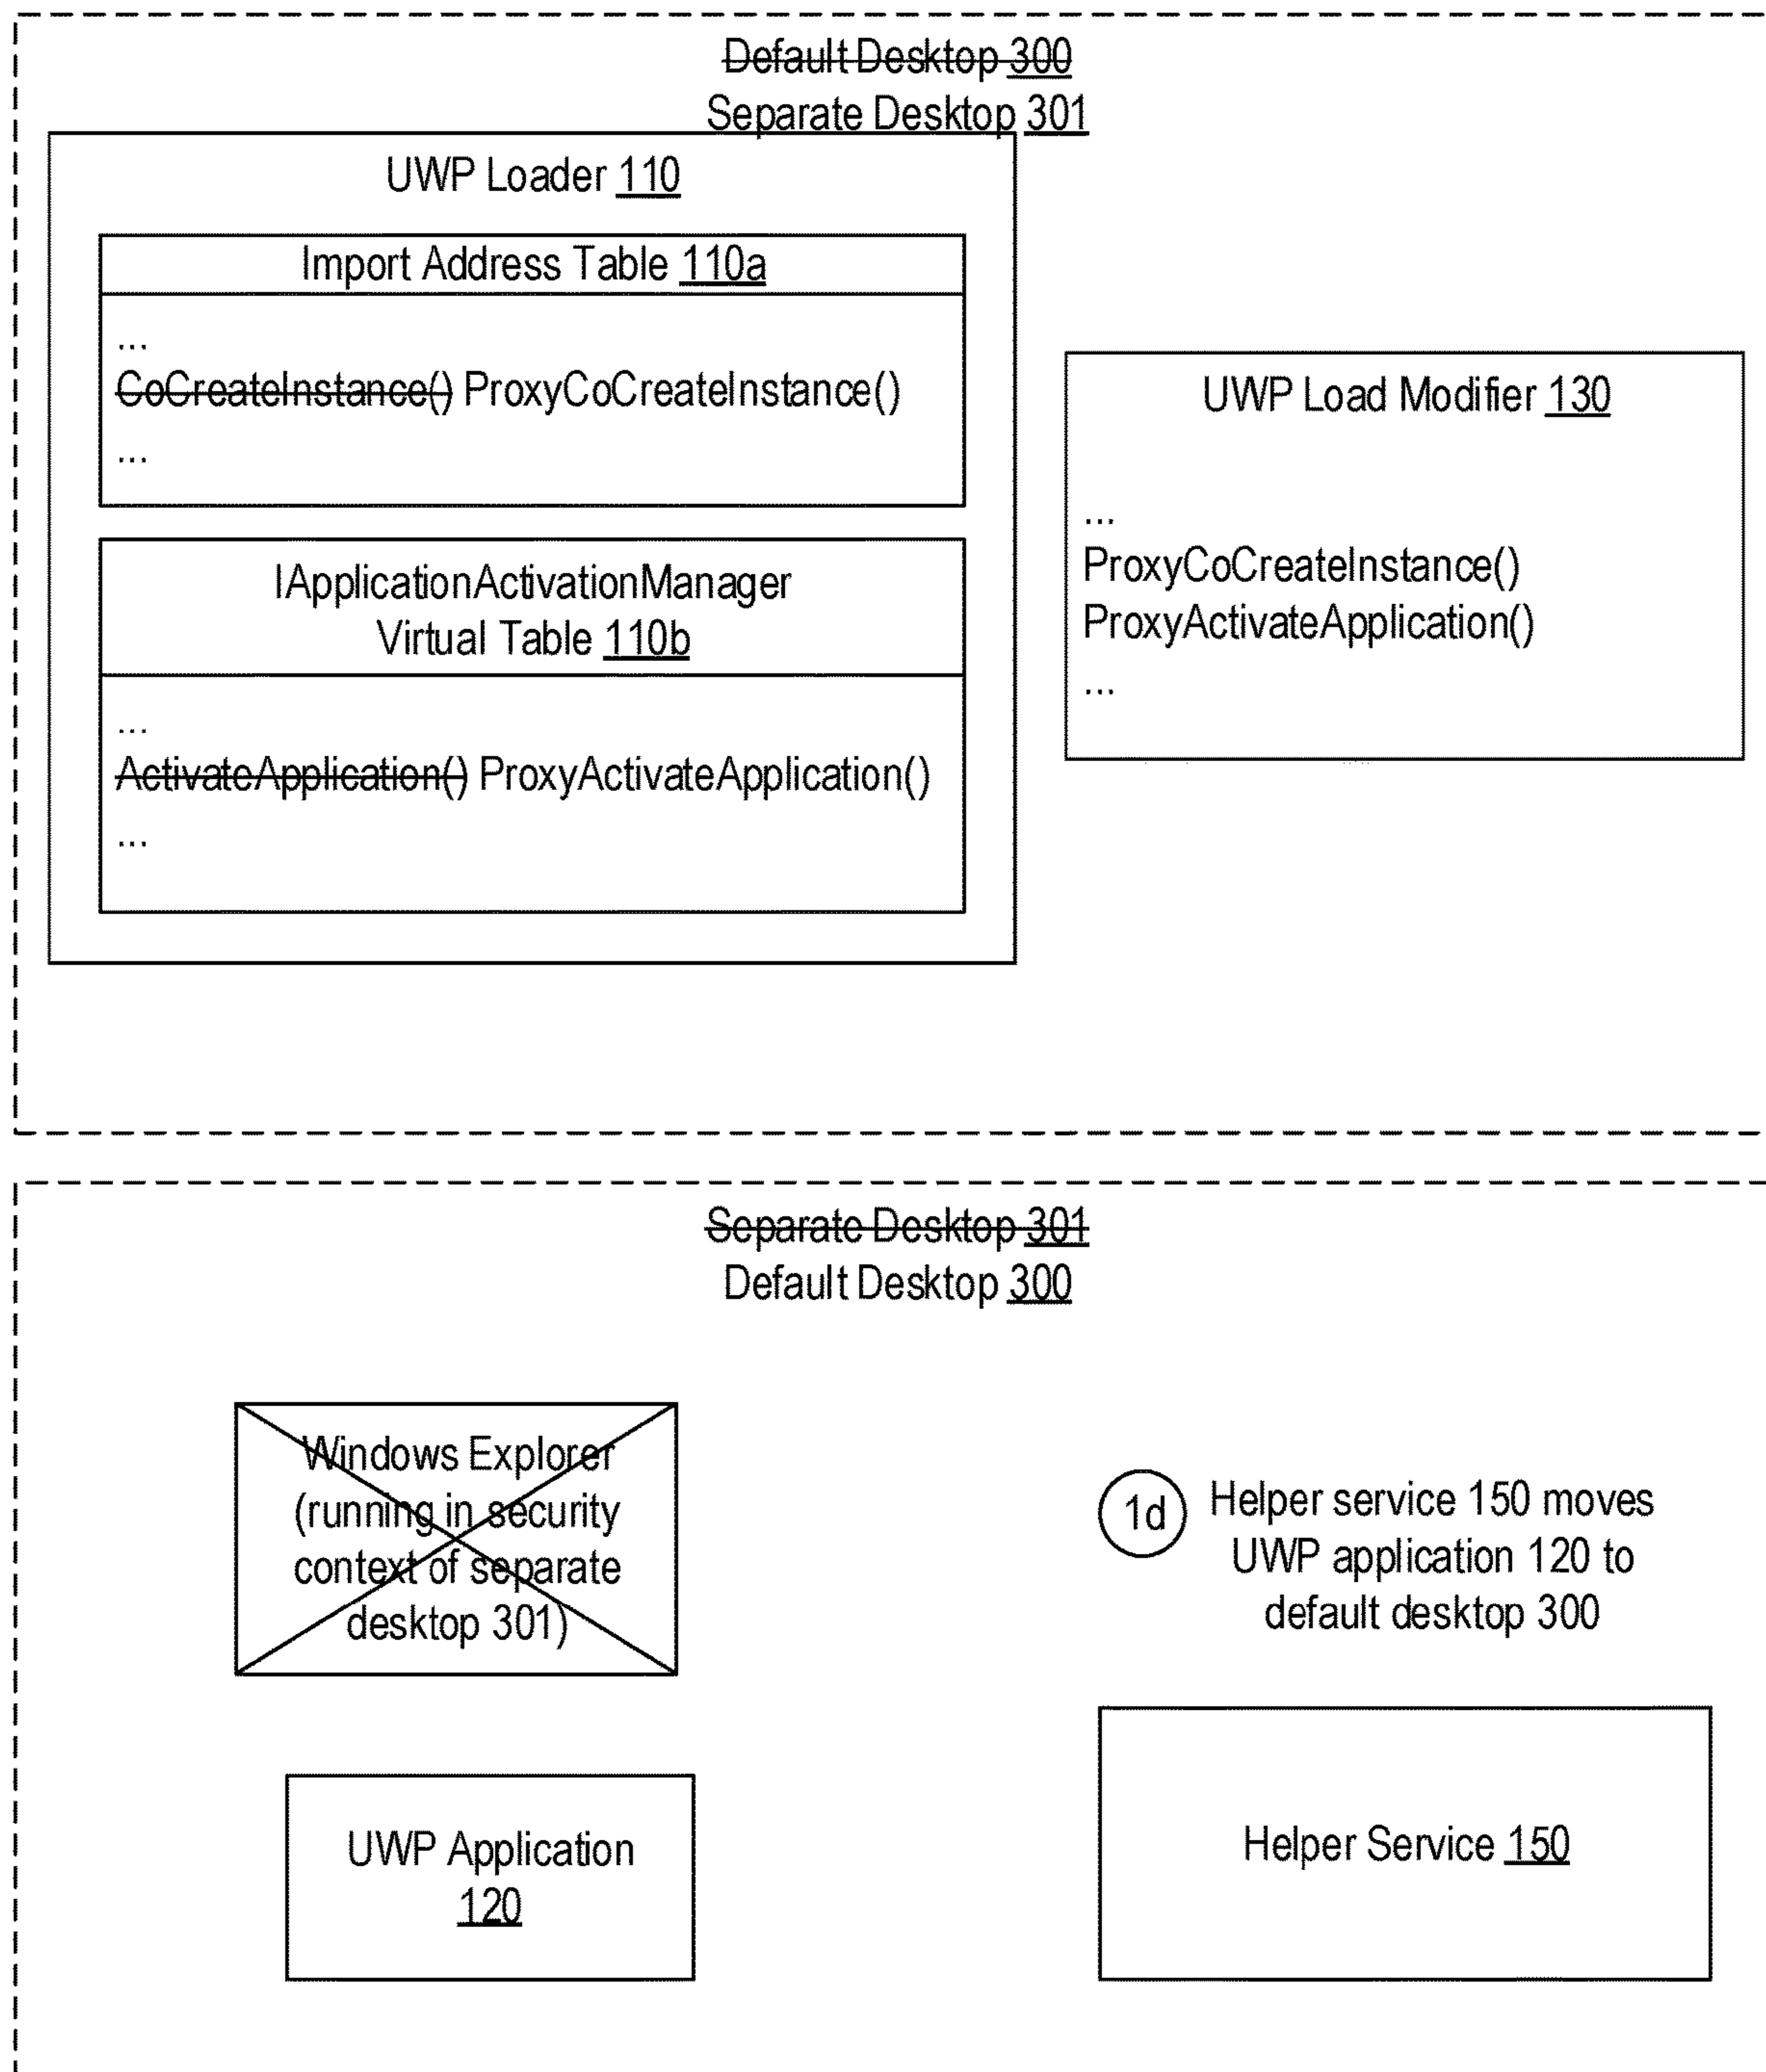 Default Desktop 300
Separate Desktop 301
UWP Loader 110
Import Address Table 110a
...
CoCreateInstance() ProxyCoCreateInstance()
...
IApplicationActivationManager
Virtual Table 110b
...
ActivateApplication() ProxyActivateApplication()
...
UWP Load Modifier 130
...
ProxyCoCreateInstance()
ProxyActivateApplication()
...
Separate Desktop 301
Default Desktop 300
Windows Explorer
(running in security
context of separate
desktop 301)
1d
Helper service 150 moves
UWP application 120 to
default desktop 300
UWP Application
120
Helper Service 150